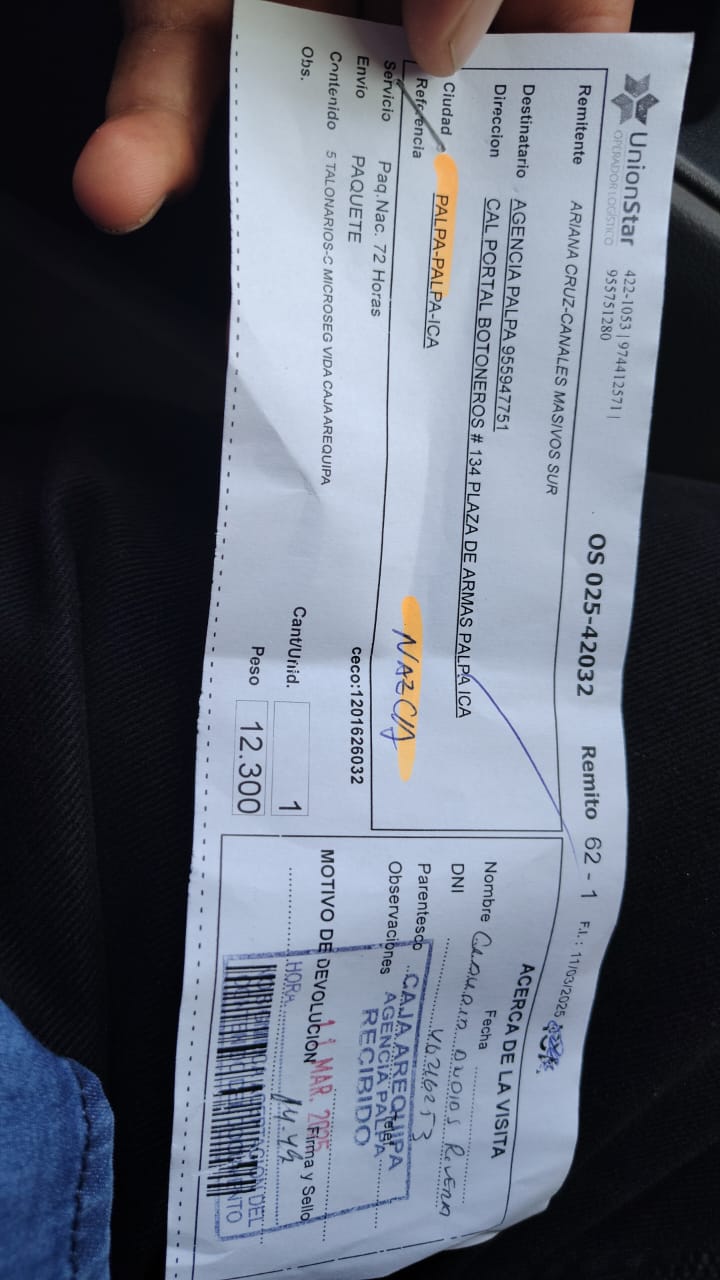 UnionStar
OPERADOR LOGÍSTICO
422-1053 | 974412571 |
955751280
OS 025-42032
Remito 62 - 1
F.I.: 11/03/2025
Remitente ARIANA CRUZ-CANALES MASIVOS SUR
Destinatario AGENCIA PALPA 955947751
Direccion CAL PORTAL BOTONEROS # 134 PLAZA DE ARMAS PALPA ICA
Ciudad PALPA-PALPA-ICA
Referencia
NAZCA
Servicio Paq.Nac. 72 Horas
ceco:1201626032
Envío PAQUETE
Contenido 5 TALONARIOS-C MICROSEG VIDA CAJA AREQUIPA
Obs.
Cant/Unid. 1
Peso 12.300
ACERCA DE LA VISITA
Fecha
Nombre
DNI
Parentesco
Observaciones
CAJA AREQUIPA
AGENCIA PALPA
RECIBIDO
MOTIVO DE DEVOLUCION
11 MAR. 2025
Firma y Sello
HORA